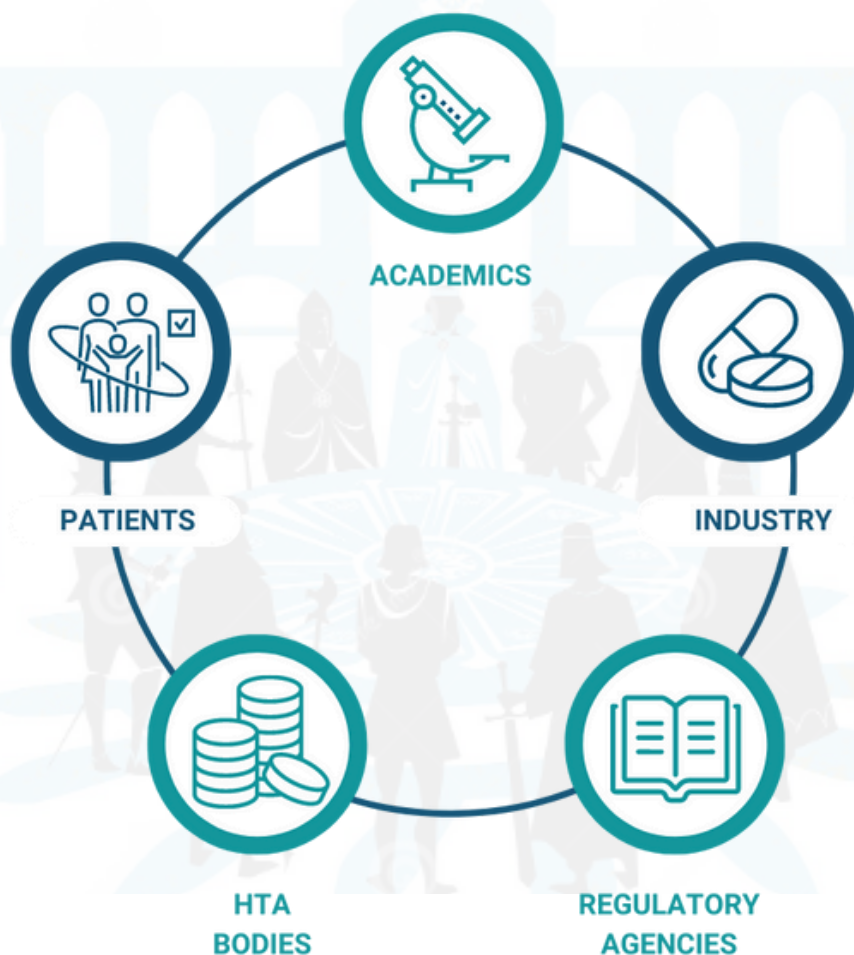 ACADEMICS
PATIENTS
INDUSTRY
HTA
BODIES
REGULATORY
AGENCIES